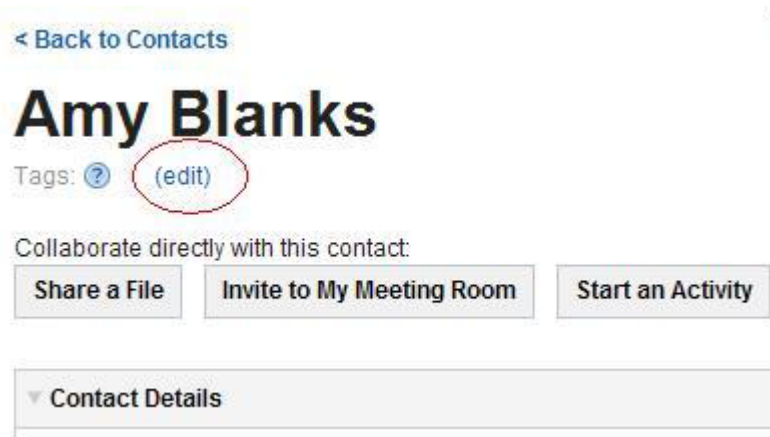 < Back to Contacts
Amy Blanks
Tags: ? (edit)
Collaborate directly with this contact:
Share a File Invite to My Meeting Room Start an Activity
Contact Details